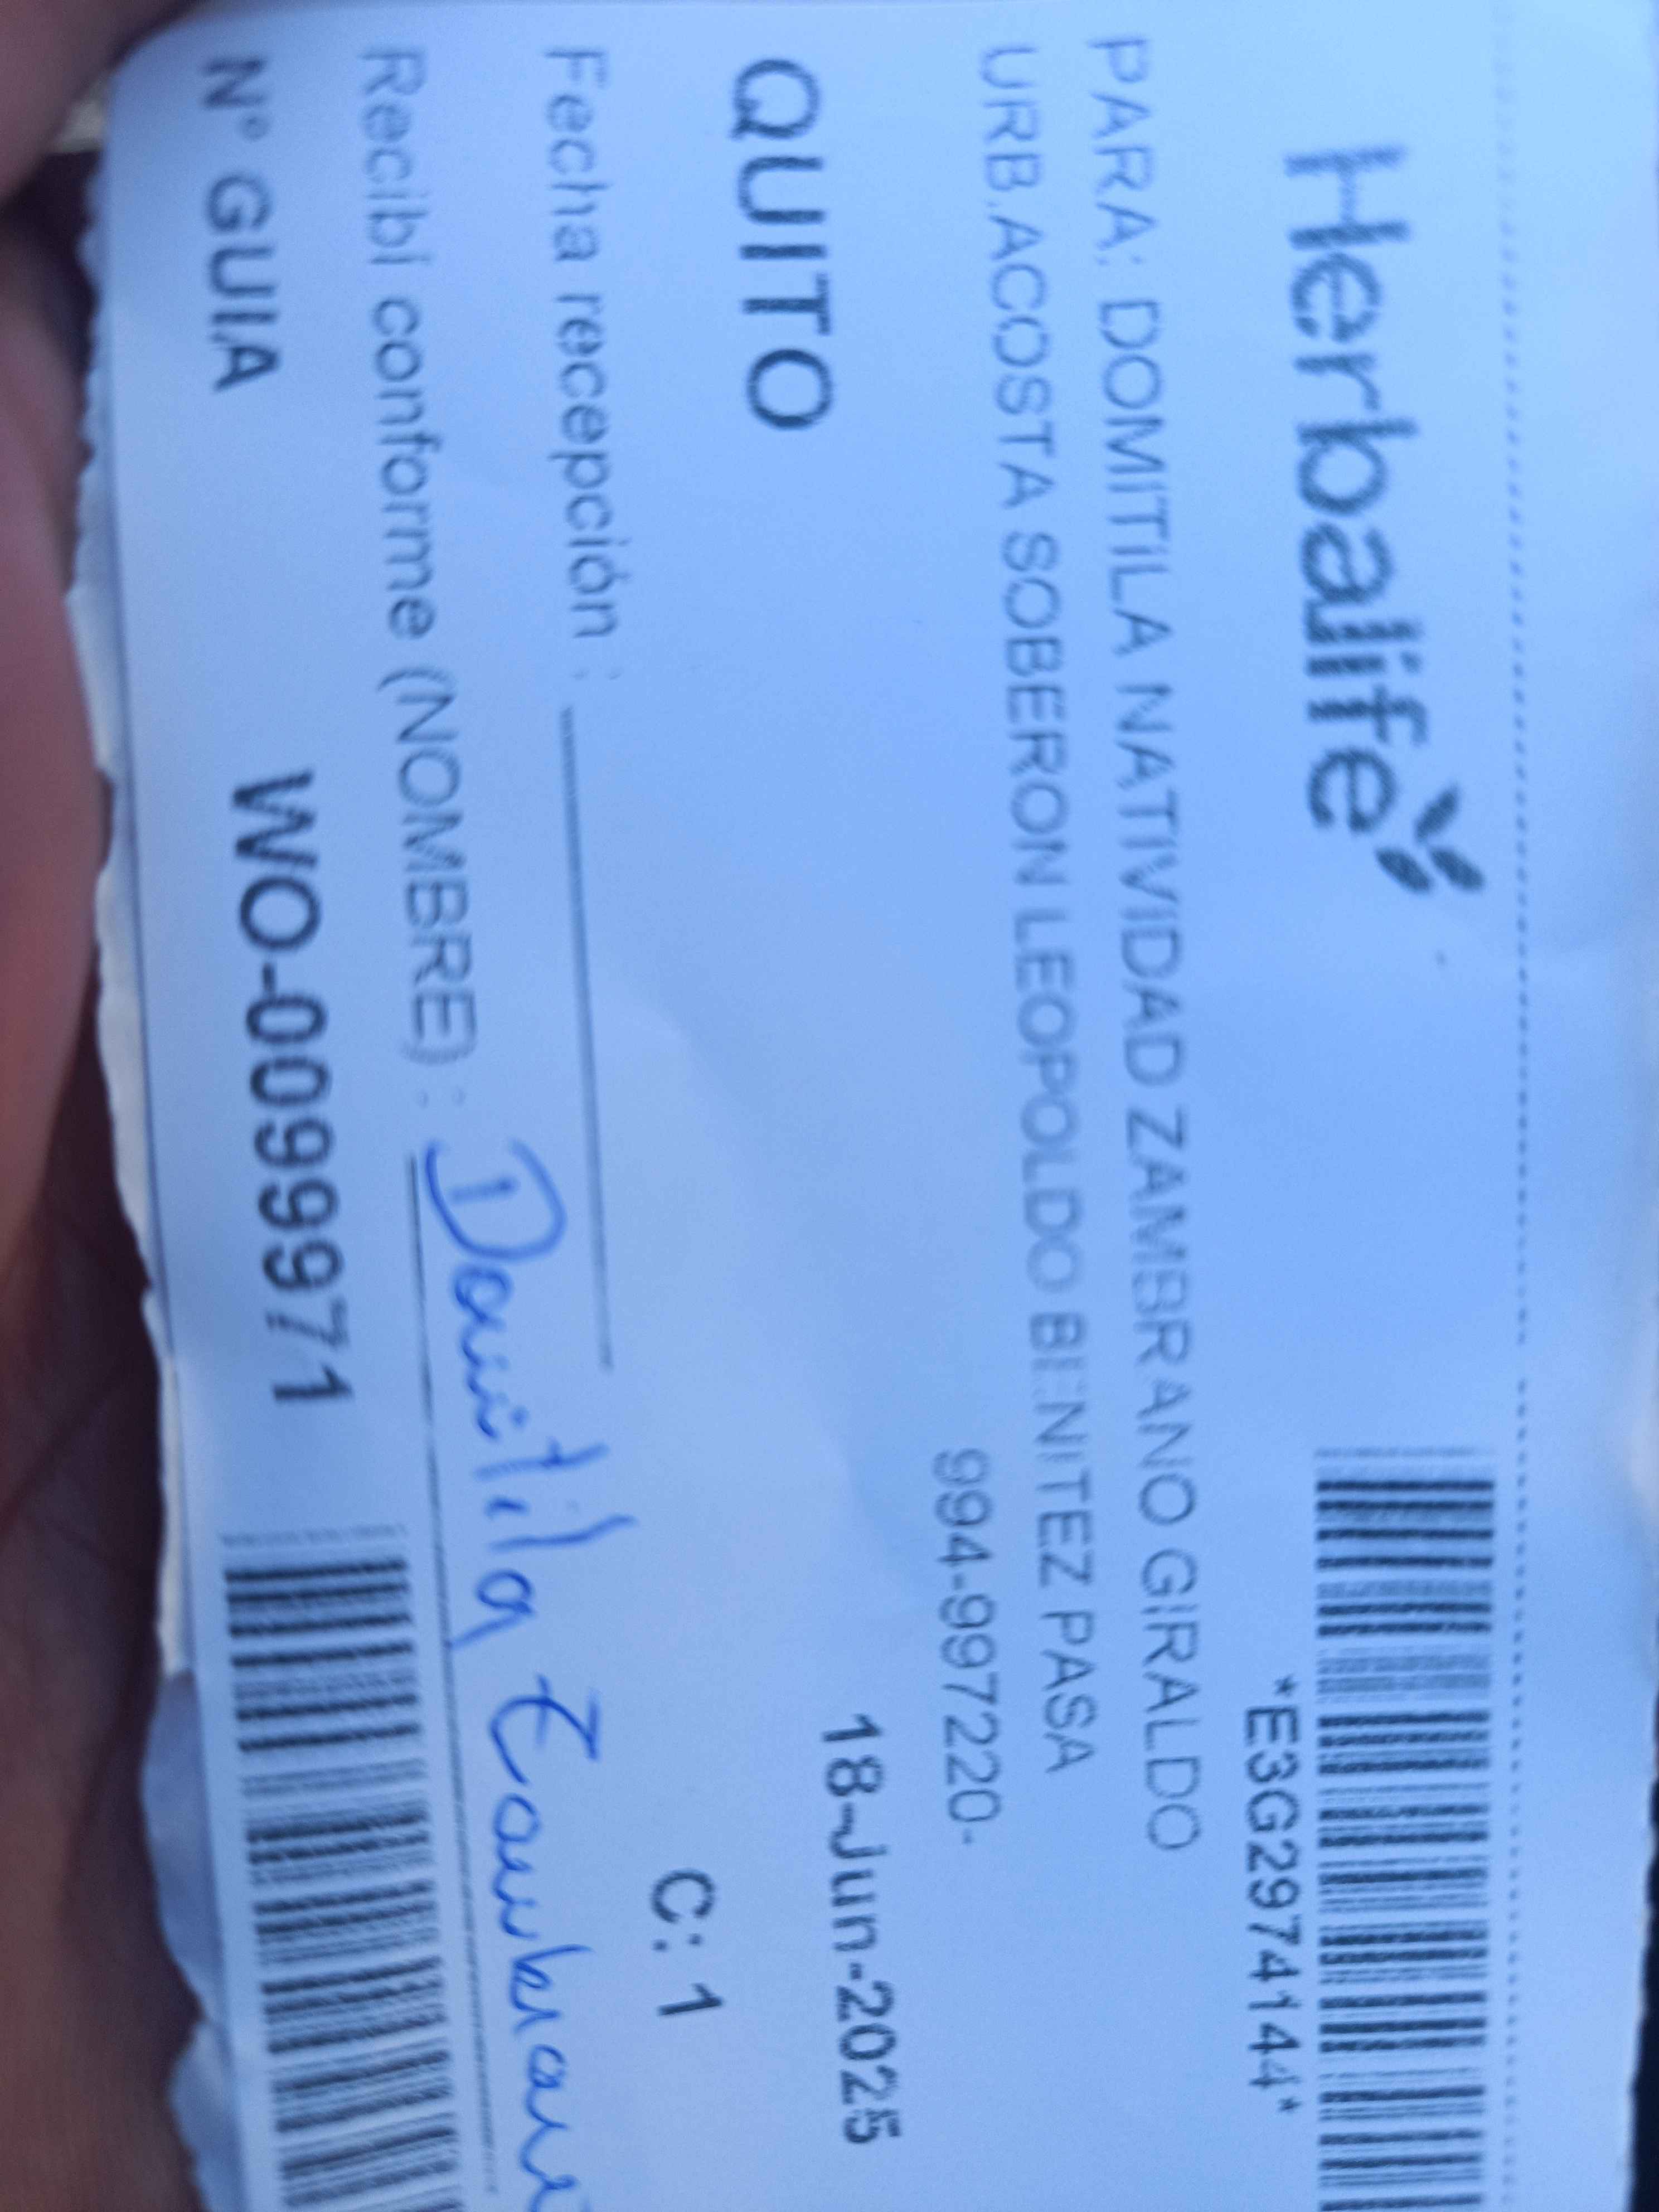 Herbalife
*E3G2974144*
PARA: DOMITILA NATIVIDAD ZAMBRANO GIRALDO
URB.ACOSTA SOBERON LEOPOLDO BENITEZ PASA
994-997220-
QUITO
18-Jun-2025
C: 1
Fecha recepción :
Recibí conforme (NOMBRE) : Domitila Zambrano
Nº GUIA WO-0099971